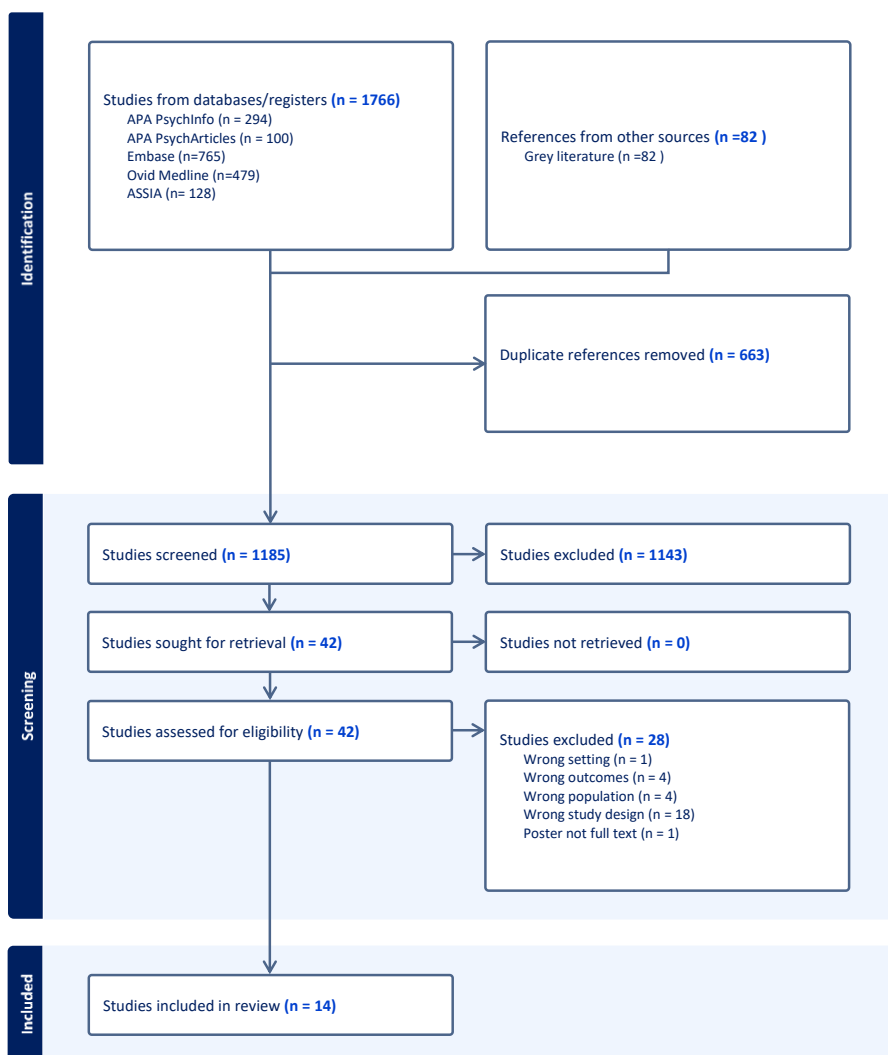 Identification
Studies from databases/registers (n = 1766)
APA PsychInfo (n = 294)
APA PsychArticles (n = 100)
Embase (n=765)
Ovid Medline (n=479)
ASSIA (n= 128)
References from other sources (n =82 )
Grey literature (n =82 )
Duplicate references removed (n = 663)
Screening
Studies screened (n = 1185)
Studies excluded (n = 1143)
Studies sought for retrieval (n = 42)
Studies not retrieved (n = 0)
Studies assessed for eligibility (n = 42)
Studies excluded (n = 28)
Wrong setting (n = 1)
Wrong outcomes (n = 4)
Wrong population (n = 4)
Wrong study design (n = 18)
Poster not full text (n = 1)
Included
Studies included in review (n = 14)